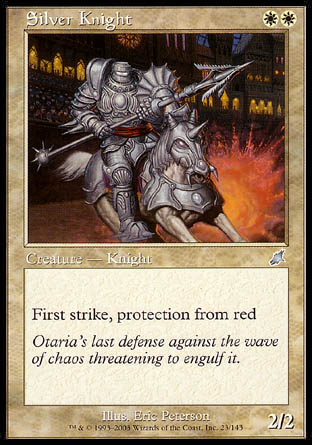 Silver Knight
Creature — Knight
First strike, protection from red
Otaria's last defense against the wave
of chaos threatening to engulf it.
Illus. Eric Peterson
™ & © 1993-2003 Wizards of the Coast, Inc. 23/143
2/2